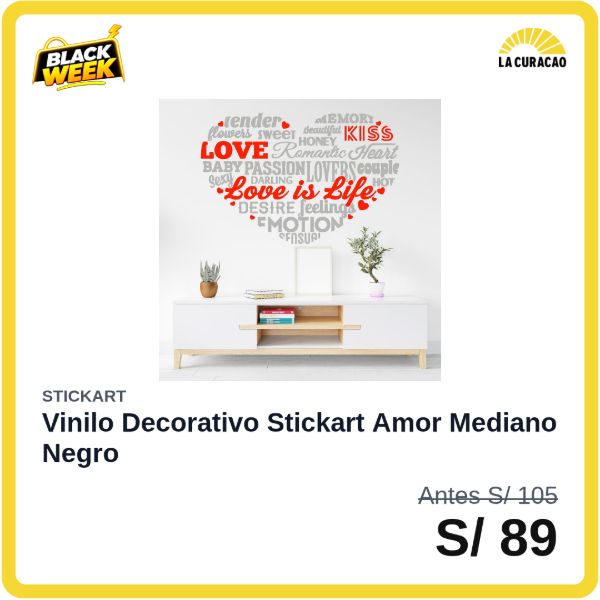 BLACK
WEEK
LA CURACAO
Tender
MEMORY
flowers sweet beautiful KISS
HONEY
LOVE Romantic Heart
BABY PASSION LOVERS couple
Sexy DARLING HOT
Love is Life
DESIRE feelings
EMOTION
SENSUAL
STICKART
Vinilo Decorativo Stickart Amor Mediano
Negro
Antes S/ 105
S/ 89